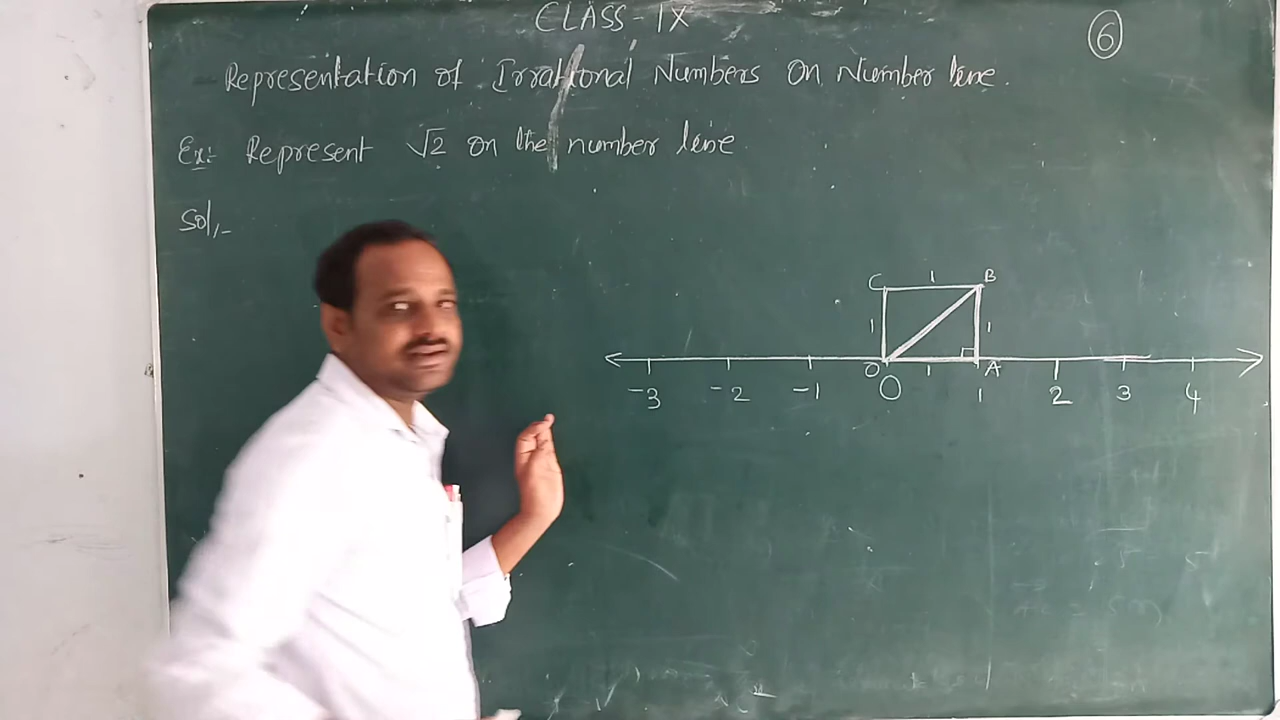 CLASS - IX
6
Representation of Irrational Numbers On Number line.
Ex:- Represent √2 on the number line
Sol,-
C 1 B
1 1
O 1 A
-3 -2 -1 0 1 2 3 4